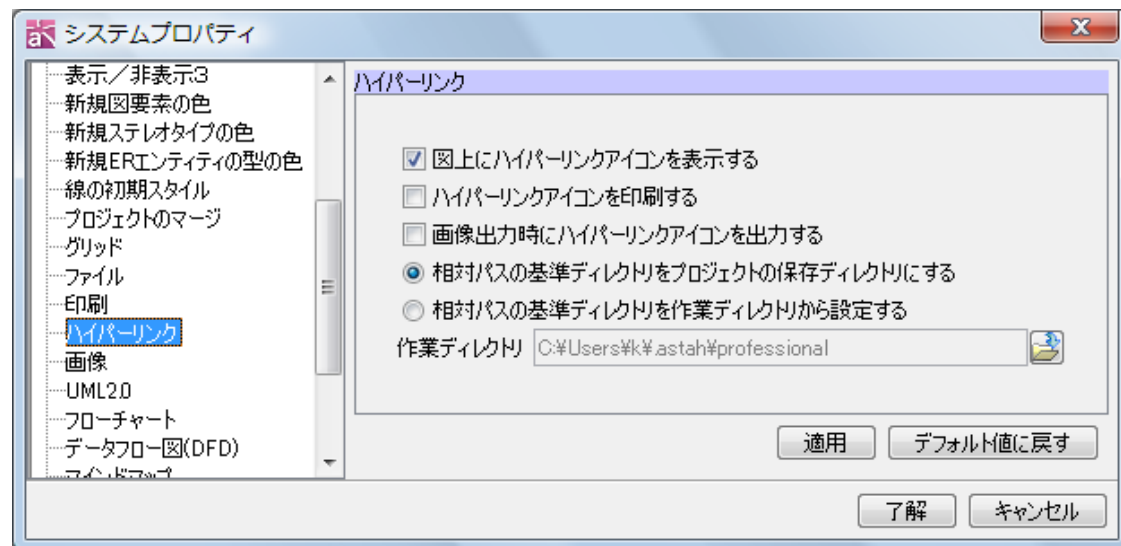 システムプロパティ
表示／非表示3
新規図要素の色
新規ステレオタイプの色
新規ERエンティティの型の色
線の初期スタイル
プロジェクトのマージ
グリッド
ファイル
印刷
ハイパーリンク
画像
UML2.0
フローチャート
データフロー図(DFD)
マインドマップ
ハイパーリンク
図上にハイパーリンクアイコンを表示する
ハイパーリンクアイコンを印刷する
画像出力時にハイパーリンクアイコンを出力する
相対パスの基準ディレクトリをプロジェクトの保存ディレクトリにする
相対パスの基準ディレクトリを作業ディレクトリから設定する
作業ディレクトリ C:¥Users¥k¥.astah¥professional
適用 デフォルト値に戻す
了解 キャンセル